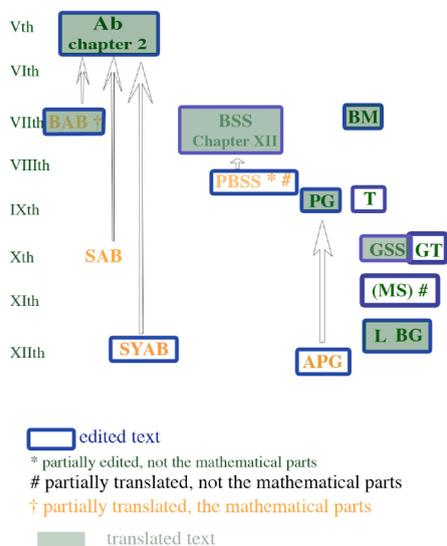 Vth
Ab
chapter 2
VIth
VIIth
BAB †
BSS
Chapter XII
BM
VIIIth
PBSS * #
IXth
PG
T
Xth
SAB
GSS
GT
XIth
(MS) #
XIIth
SYAB
APG
L BG
edited text
* partially edited, not the mathematical parts
# partially translated, not the mathematical parts
† partially translated, the mathematical parts
translated text